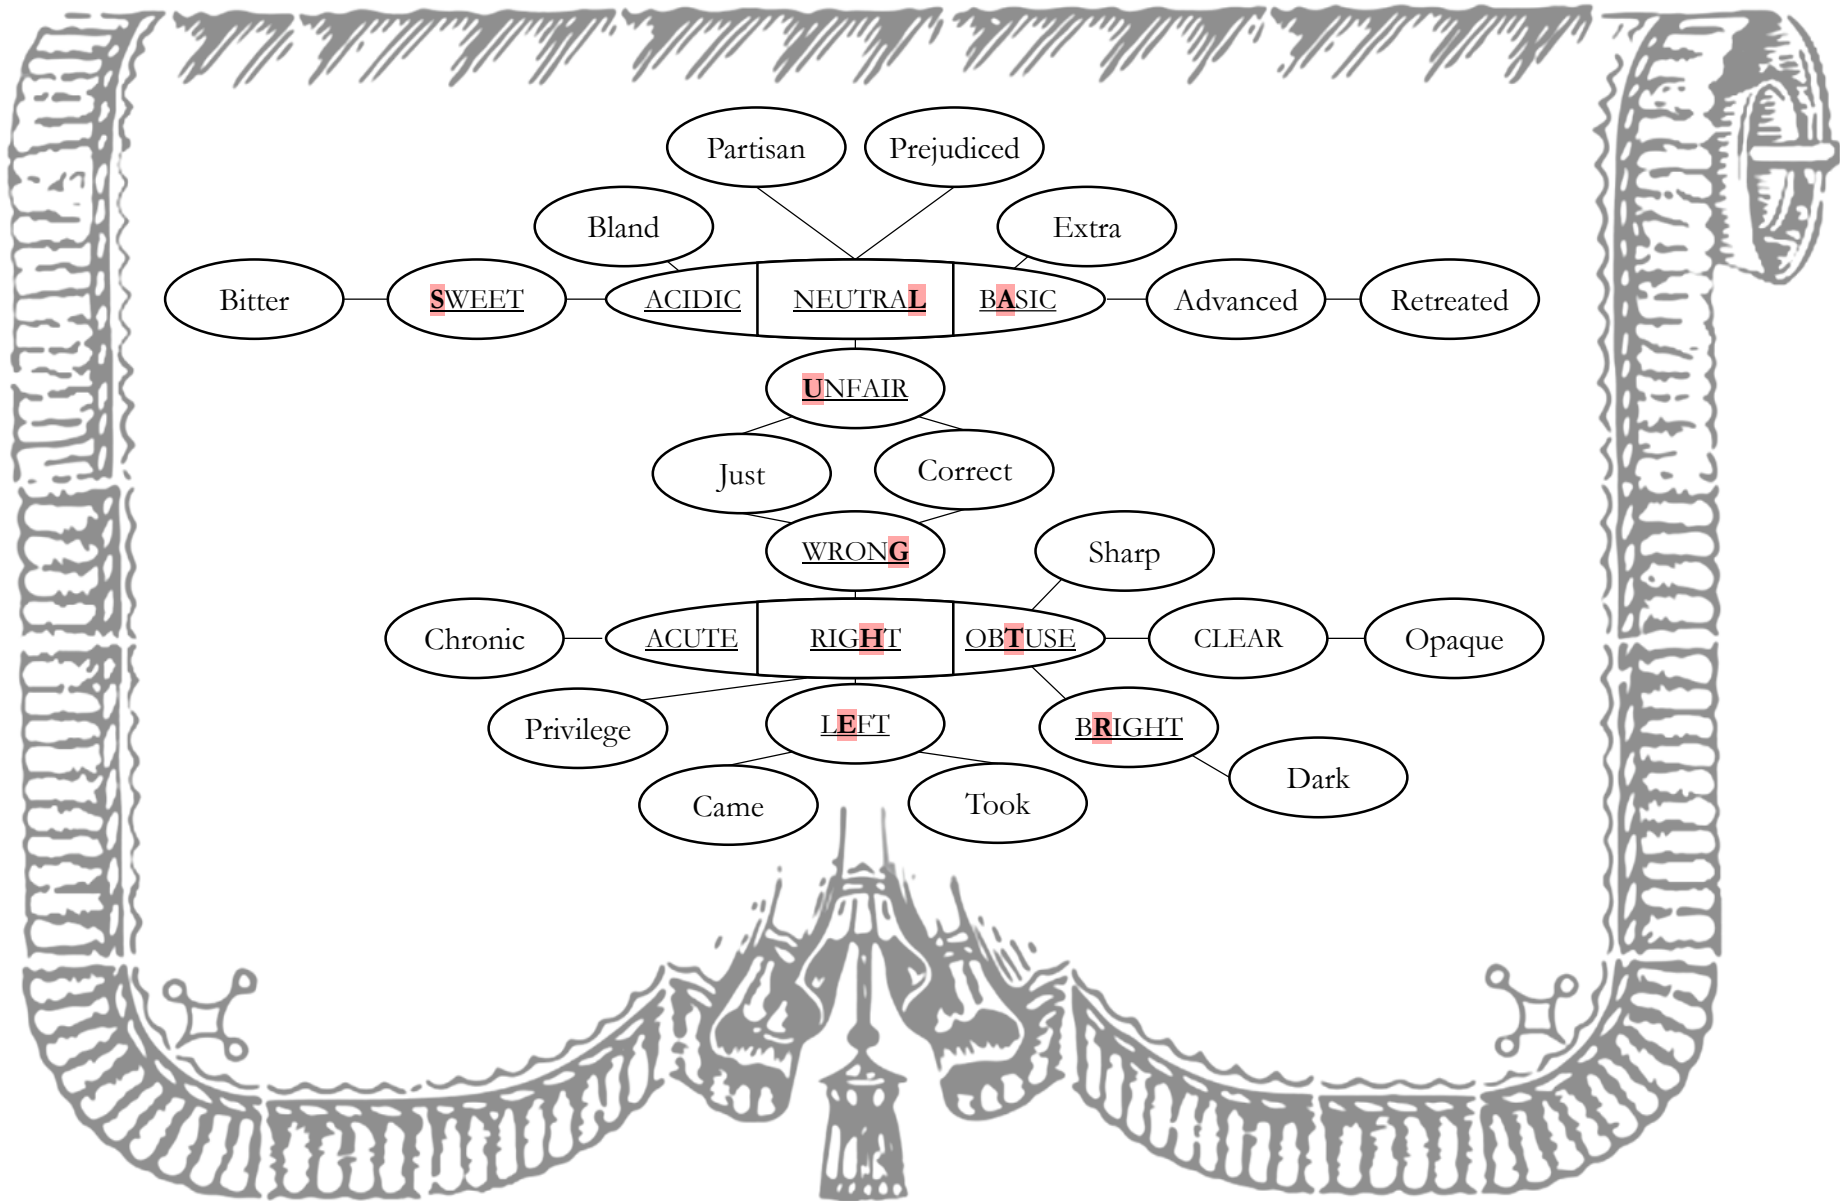 Partisan
Prejudiced
Bland
Extra
Bitter
SWEET
ACIDIC
NEUTRAL
BASIC
Advanced
Retreated
UNFAIR
Just
Correct
WRONG
Sharp
Chronic
ACUTE
RIGHT
OBTUSE
CLEAR
Opaque
Privilege
LEFT
BRIGHT
Dark
Came
Took